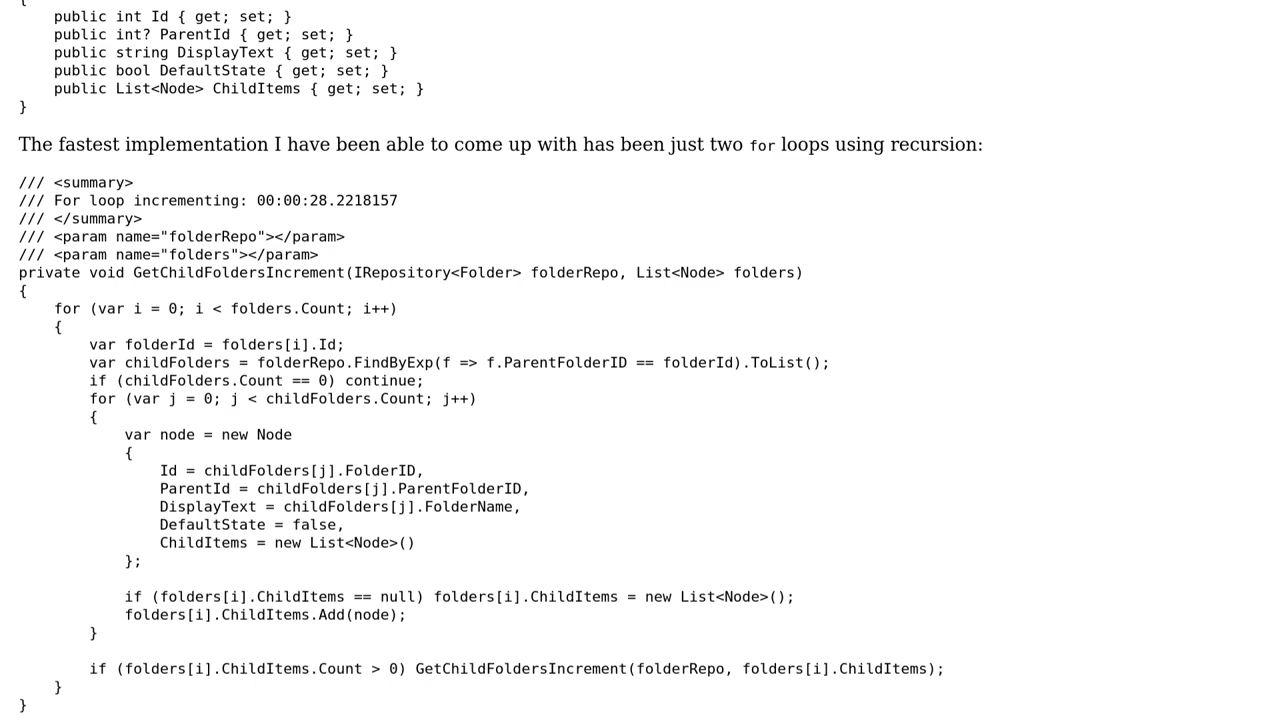 {
    public int Id { get; set; }
    public int? ParentId { get; set; }
    public string DisplayText { get; set; }
    public bool DefaultState { get; set; }
    public List<Node> ChildItems { get; set; }
}
The fastest implementation I have been able to come up with has been just two for loops using recursion:
/// <summary>
/// For loop incrementing: 00:00:28.2218157
/// </summary>
/// <param name="folderRepo"></param>
/// <param name="folders"></param>
private void GetChildFoldersIncrement(IRepository<Folder> folderRepo, List<Node> folders)
{
    for (var i = 0; i < folders.Count; i++)
    {
        var folderId = folders[i].Id;
        var childFolders = folderRepo.FindByExp(f => f.ParentFolderID == folderId).ToList();
        if (childFolders.Count == 0) continue;
        for (var j = 0; j < childFolders.Count; j++)
        {
            var node = new Node
            {
                Id = childFolders[j].FolderID,
                ParentId = childFolders[j].ParentFolderID,
                DisplayText = childFolders[j].FolderName,
                DefaultState = false,
                ChildItems = new List<Node>()
            };

            if (folders[i].ChildItems == null) folders[i].ChildItems = new List<Node>();
            folders[i].ChildItems.Add(node);
        }

        if (folders[i].ChildItems.Count > 0) GetChildFoldersIncrement(folderRepo, folders[i].ChildItems);
    }
}